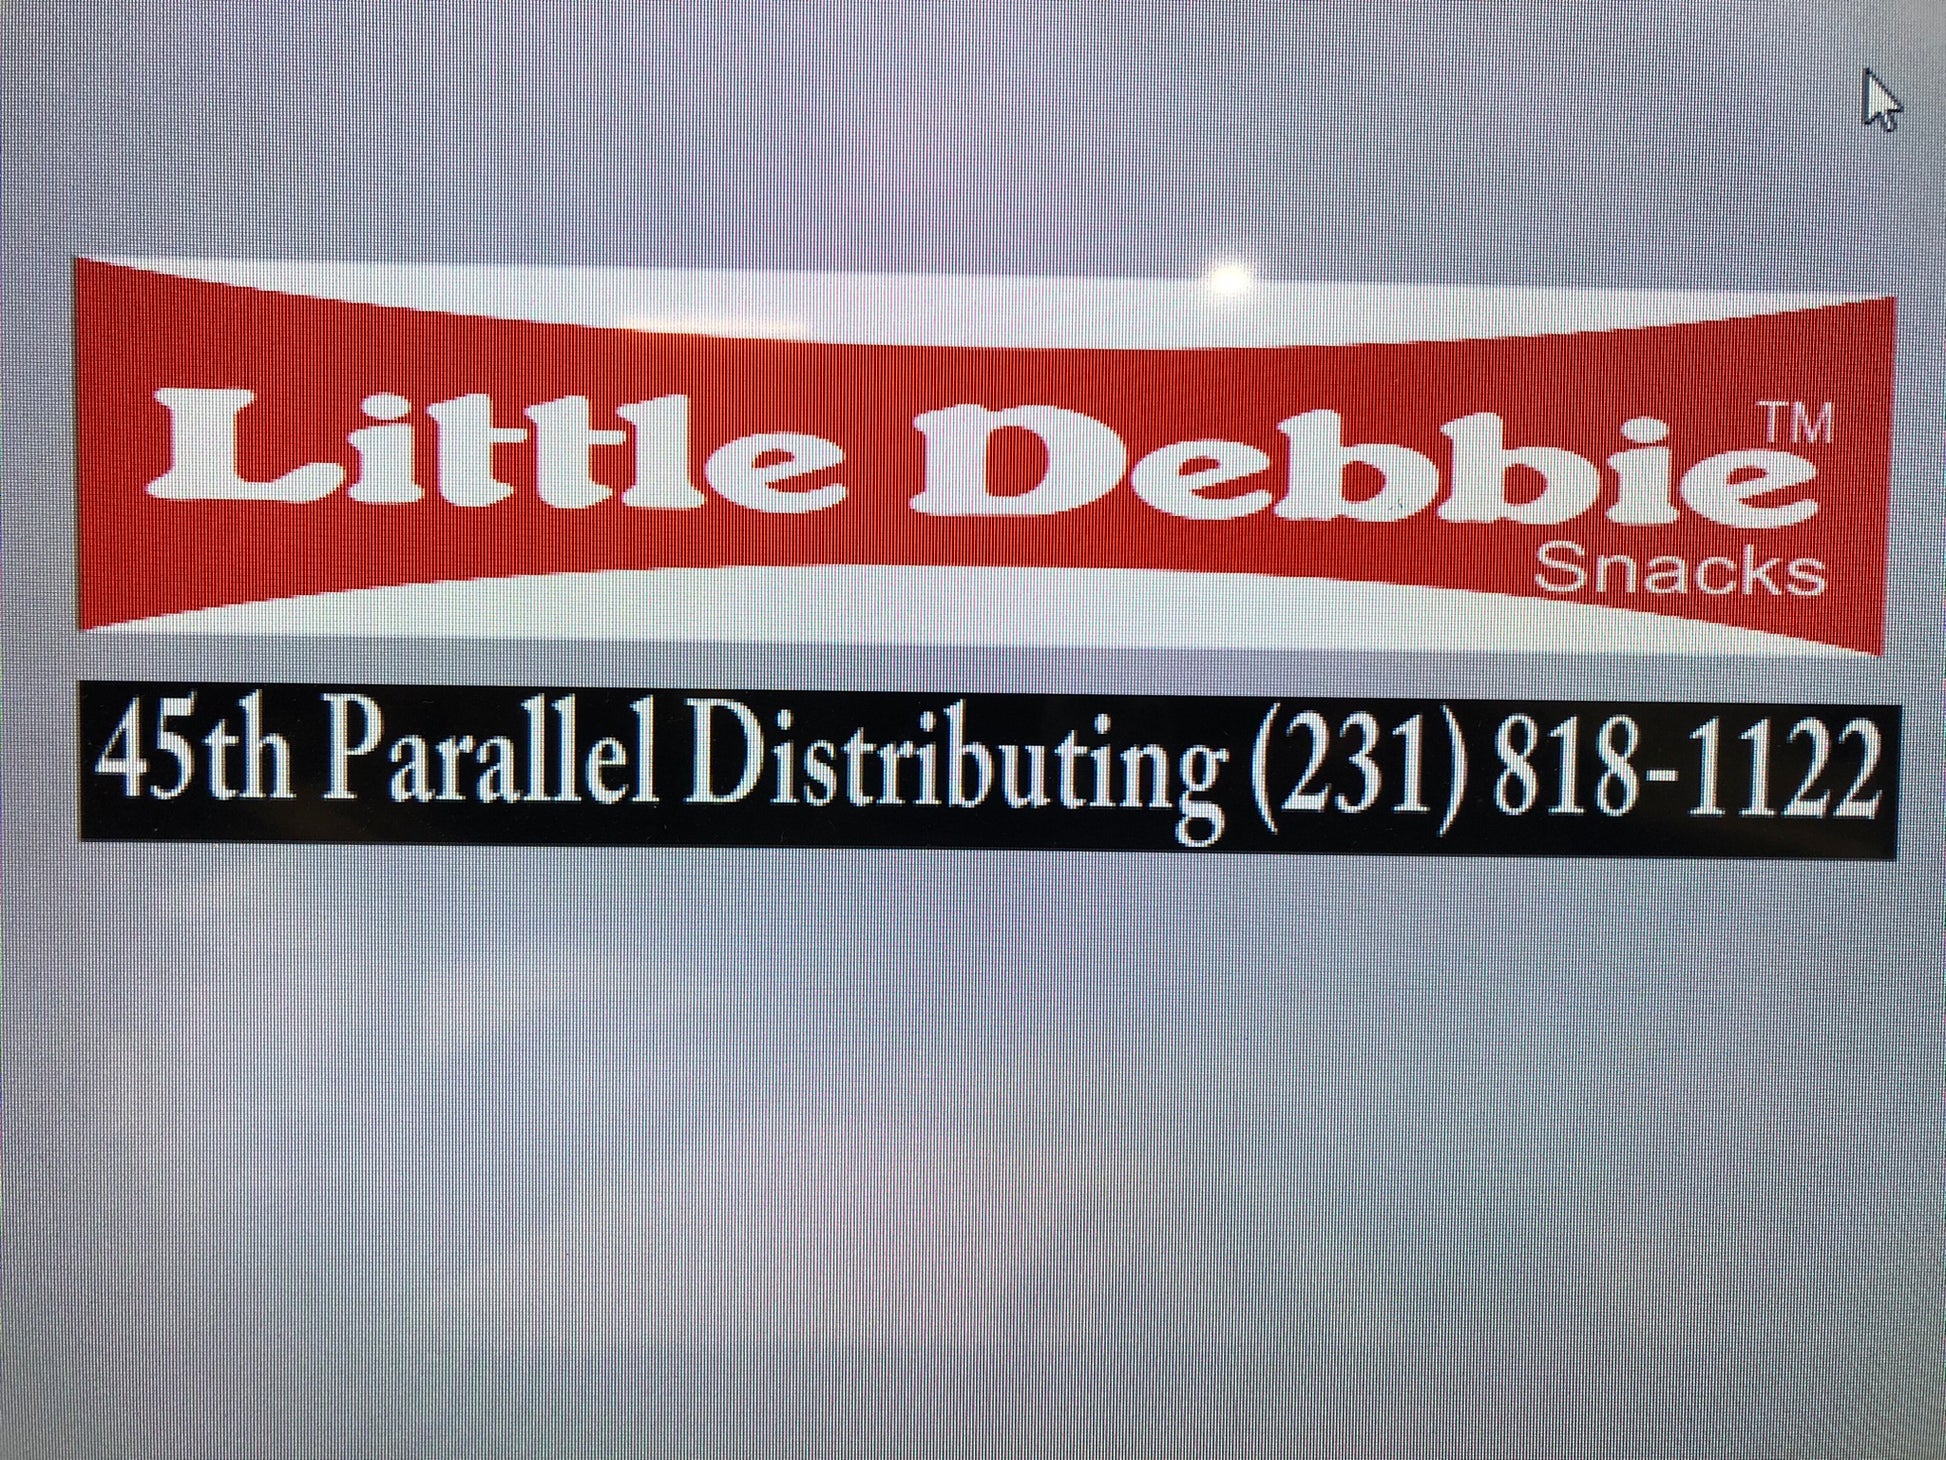 Little Debbie™
Snacks
45th Parallel Distributing (231) 818-1122